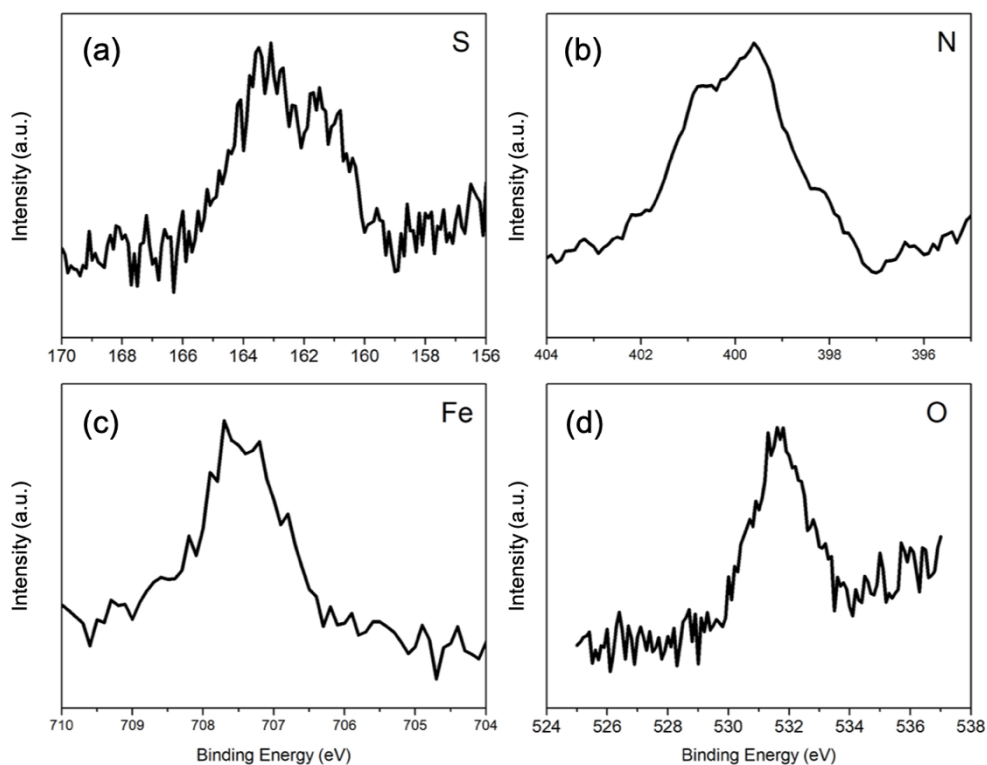 (a) S (b) N
Intensity (a.u.) Intensity (a.u.)
170 168 166 164 162 160 158 156 404 402 400 398 396
(c) Fe (d) O
Intensity (a.u.) Intensity (a.u.)
710 709 708 707 706 705 704 524 526 528 530 532 534 536 538
Binding Energy (eV) Binding Energy (eV)